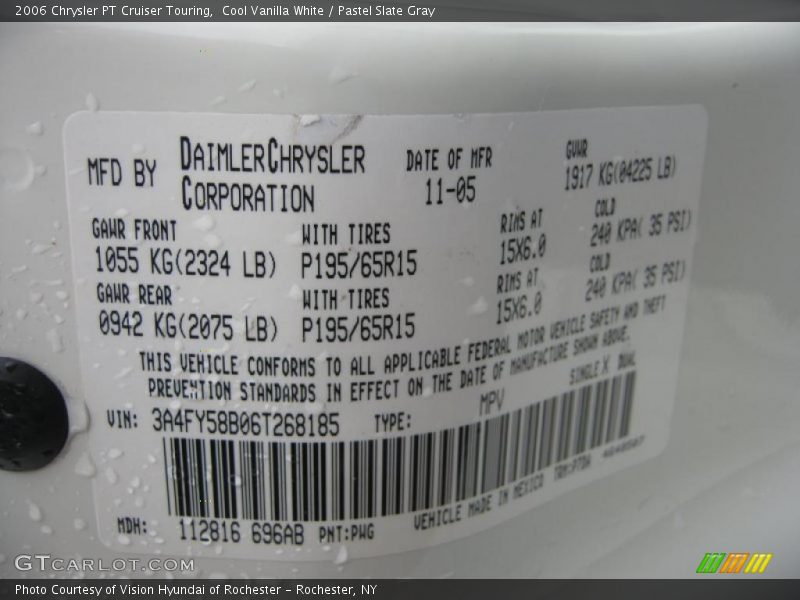 2006 Chrysler PT Cruiser Touring,  Cool Vanilla White / Pastel Slate Gray
MFD BY DAIMLERCHRYSLER CORPORATION
DATE OF MFR 11-05
GVWR 1917 KG(04225 LB)
GAWR FRONT WITH TIRES RIMS AT COLD
1055 KG(2324 LB) P195/65R15 15X6.0 240 KPA( 35 PSI)
GAWR REAR WITH TIRES RIMS AT COLD
0942 KG(2075 LB) P195/65R15 15X6.0 240 KPA( 35 PSI)
THIS VEHICLE CONFORMS TO ALL APPLICABLE FEDERAL MOTOR VEHICLE SAFETY AND THEFT
PREVENTION STANDARDS IN EFFECT ON THE DATE OF MANUFACTURE SHOWN ABOVE.
VIN: 3A4FY58B06T268185 TYPE: MPV SINGLE X DUAL
MDH: 112816 696AB PNT:PWG VEHICLE MADE IN MEXICO
GTCarLot.com
Photo Courtesy of Vision Hyundai of Rochester - Rochester, NY